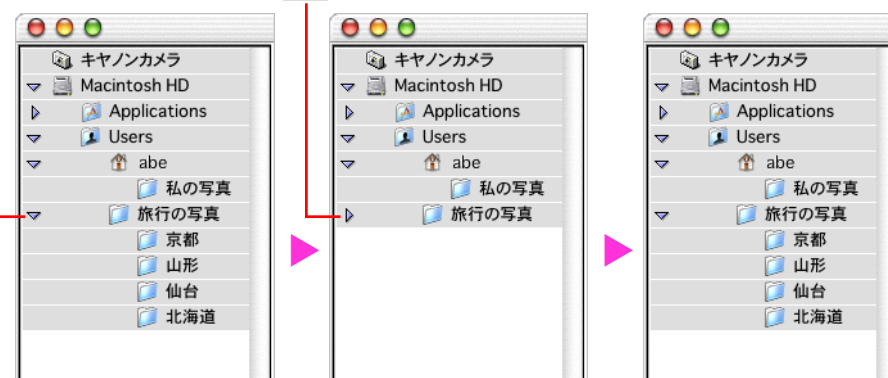 キヤノンカメラ
Macintosh HD
Applications
Users
abe
私の写真
旅行の写真
京都
山形
仙台
北海道
キヤノンカメラ
Macintosh HD
Applications
Users
abe
私の写真
旅行の写真
キヤノンカメラ
Macintosh HD
Applications
Users
abe
私の写真
旅行の写真
京都
山形
仙台
北海道